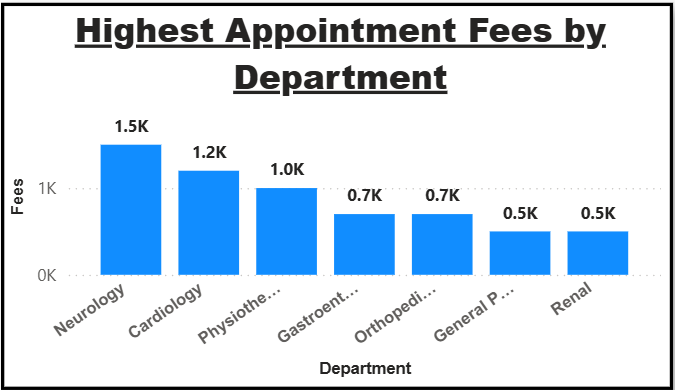 Highest Appointment Fees by
Department
1.5K
1.2K
1.0K
0.7K
0.7K
0.5K
0.5K
1K
0K
Fees
Neurology
Cardiology
Physiothe...
Gastroent...
Orthopedi...
General P...
Renal
Department